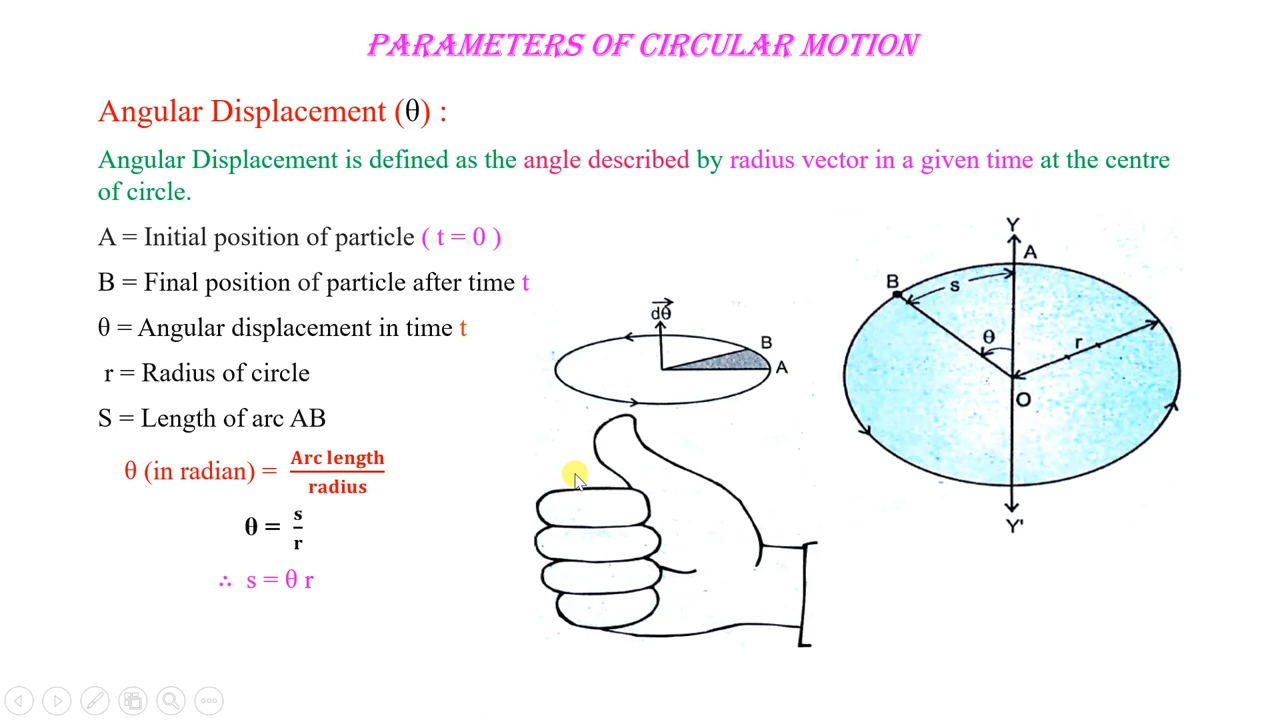 PARAMETERS OF CIRCULAR MOTION
Angular Displacement (θ) :
Angular Displacement is defined as the angle described by radius vector in a given time at the centre
of circle.
A = Initial position of particle ( t = 0 )
B = Final position of particle after time t
θ = Angular displacement in time t
r = Radius of circle
S = Length of arc AB
θ (in radian) = Arc length
radius
θ = s
r
∴ s = θ r
dθ
B
A
Y
A
B
s
θ
r
O
Y'